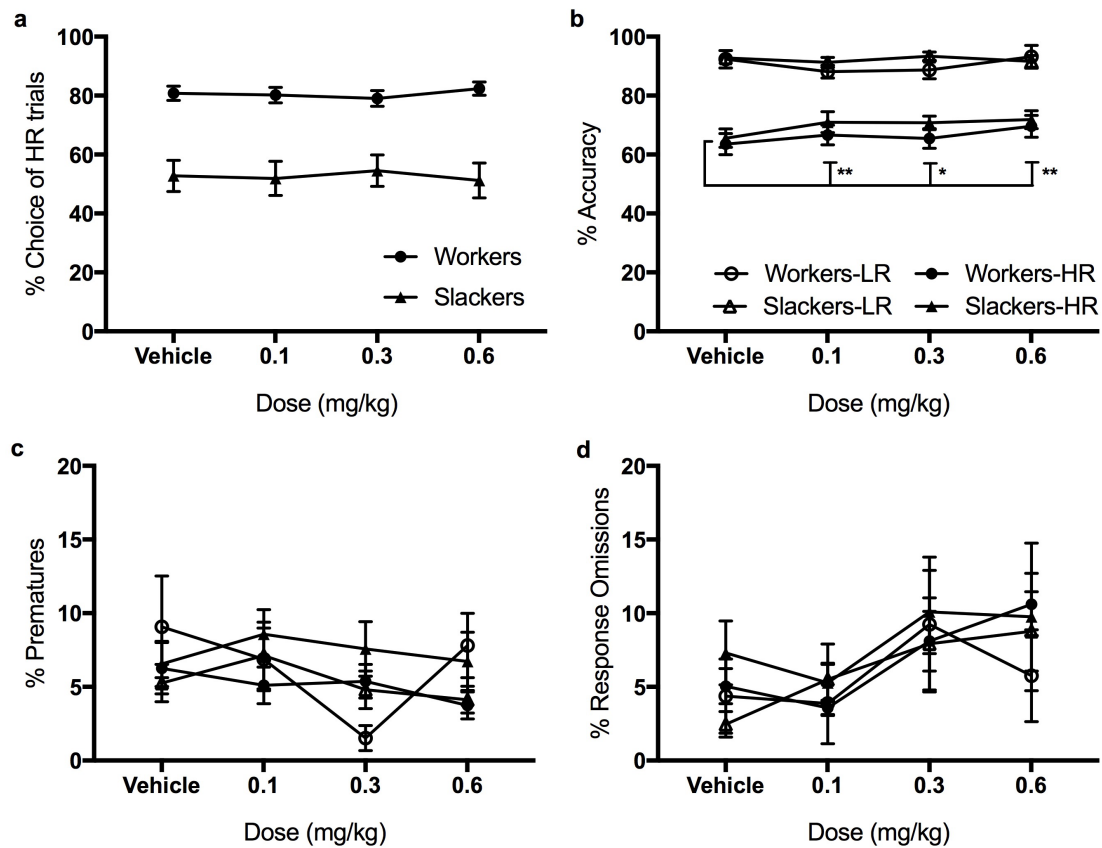 a
% Choice of HR trials
100
80
60
40
20
0
Workers
Slackers
Vehicle 0.1 0.3 0.6
Dose (mg/kg)
b
% Accuracy
100
80
60
40
20
0
** * **
Workers-LR Workers-HR
Slackers-LR Slackers-HR
Vehicle 0.1 0.3 0.6
Dose (mg/kg)
c
% Prematures
20
15
10
5
0
Vehicle 0.1 0.3 0.6
Dose (mg/kg)
d
% Response Omissions
20
15
10
5
0
Vehicle 0.1 0.3 0.6
Dose (mg/kg)